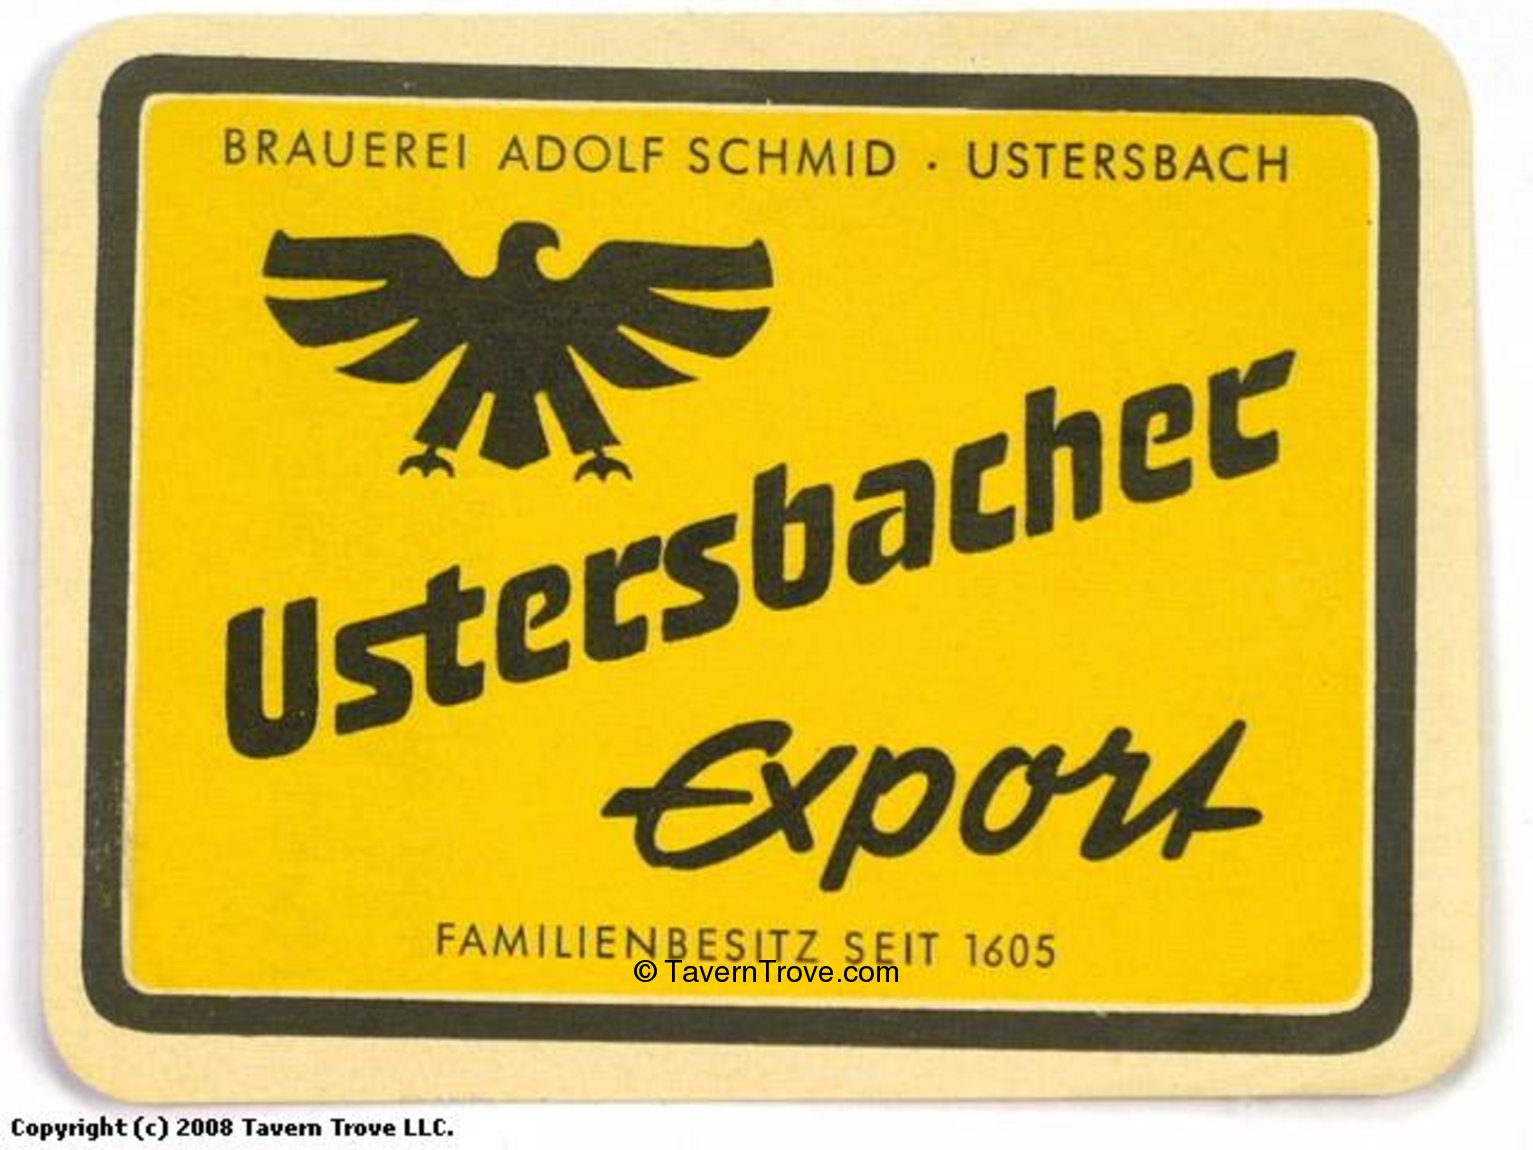 BRAUEREI ADOLF SCHMID · USTERSBACH
Ustersbacher
Export
FAMILIENBESITZ SEIT 1605
© TavernTrove.com
Copyright (c) 2008 Tavern Trove LLC.